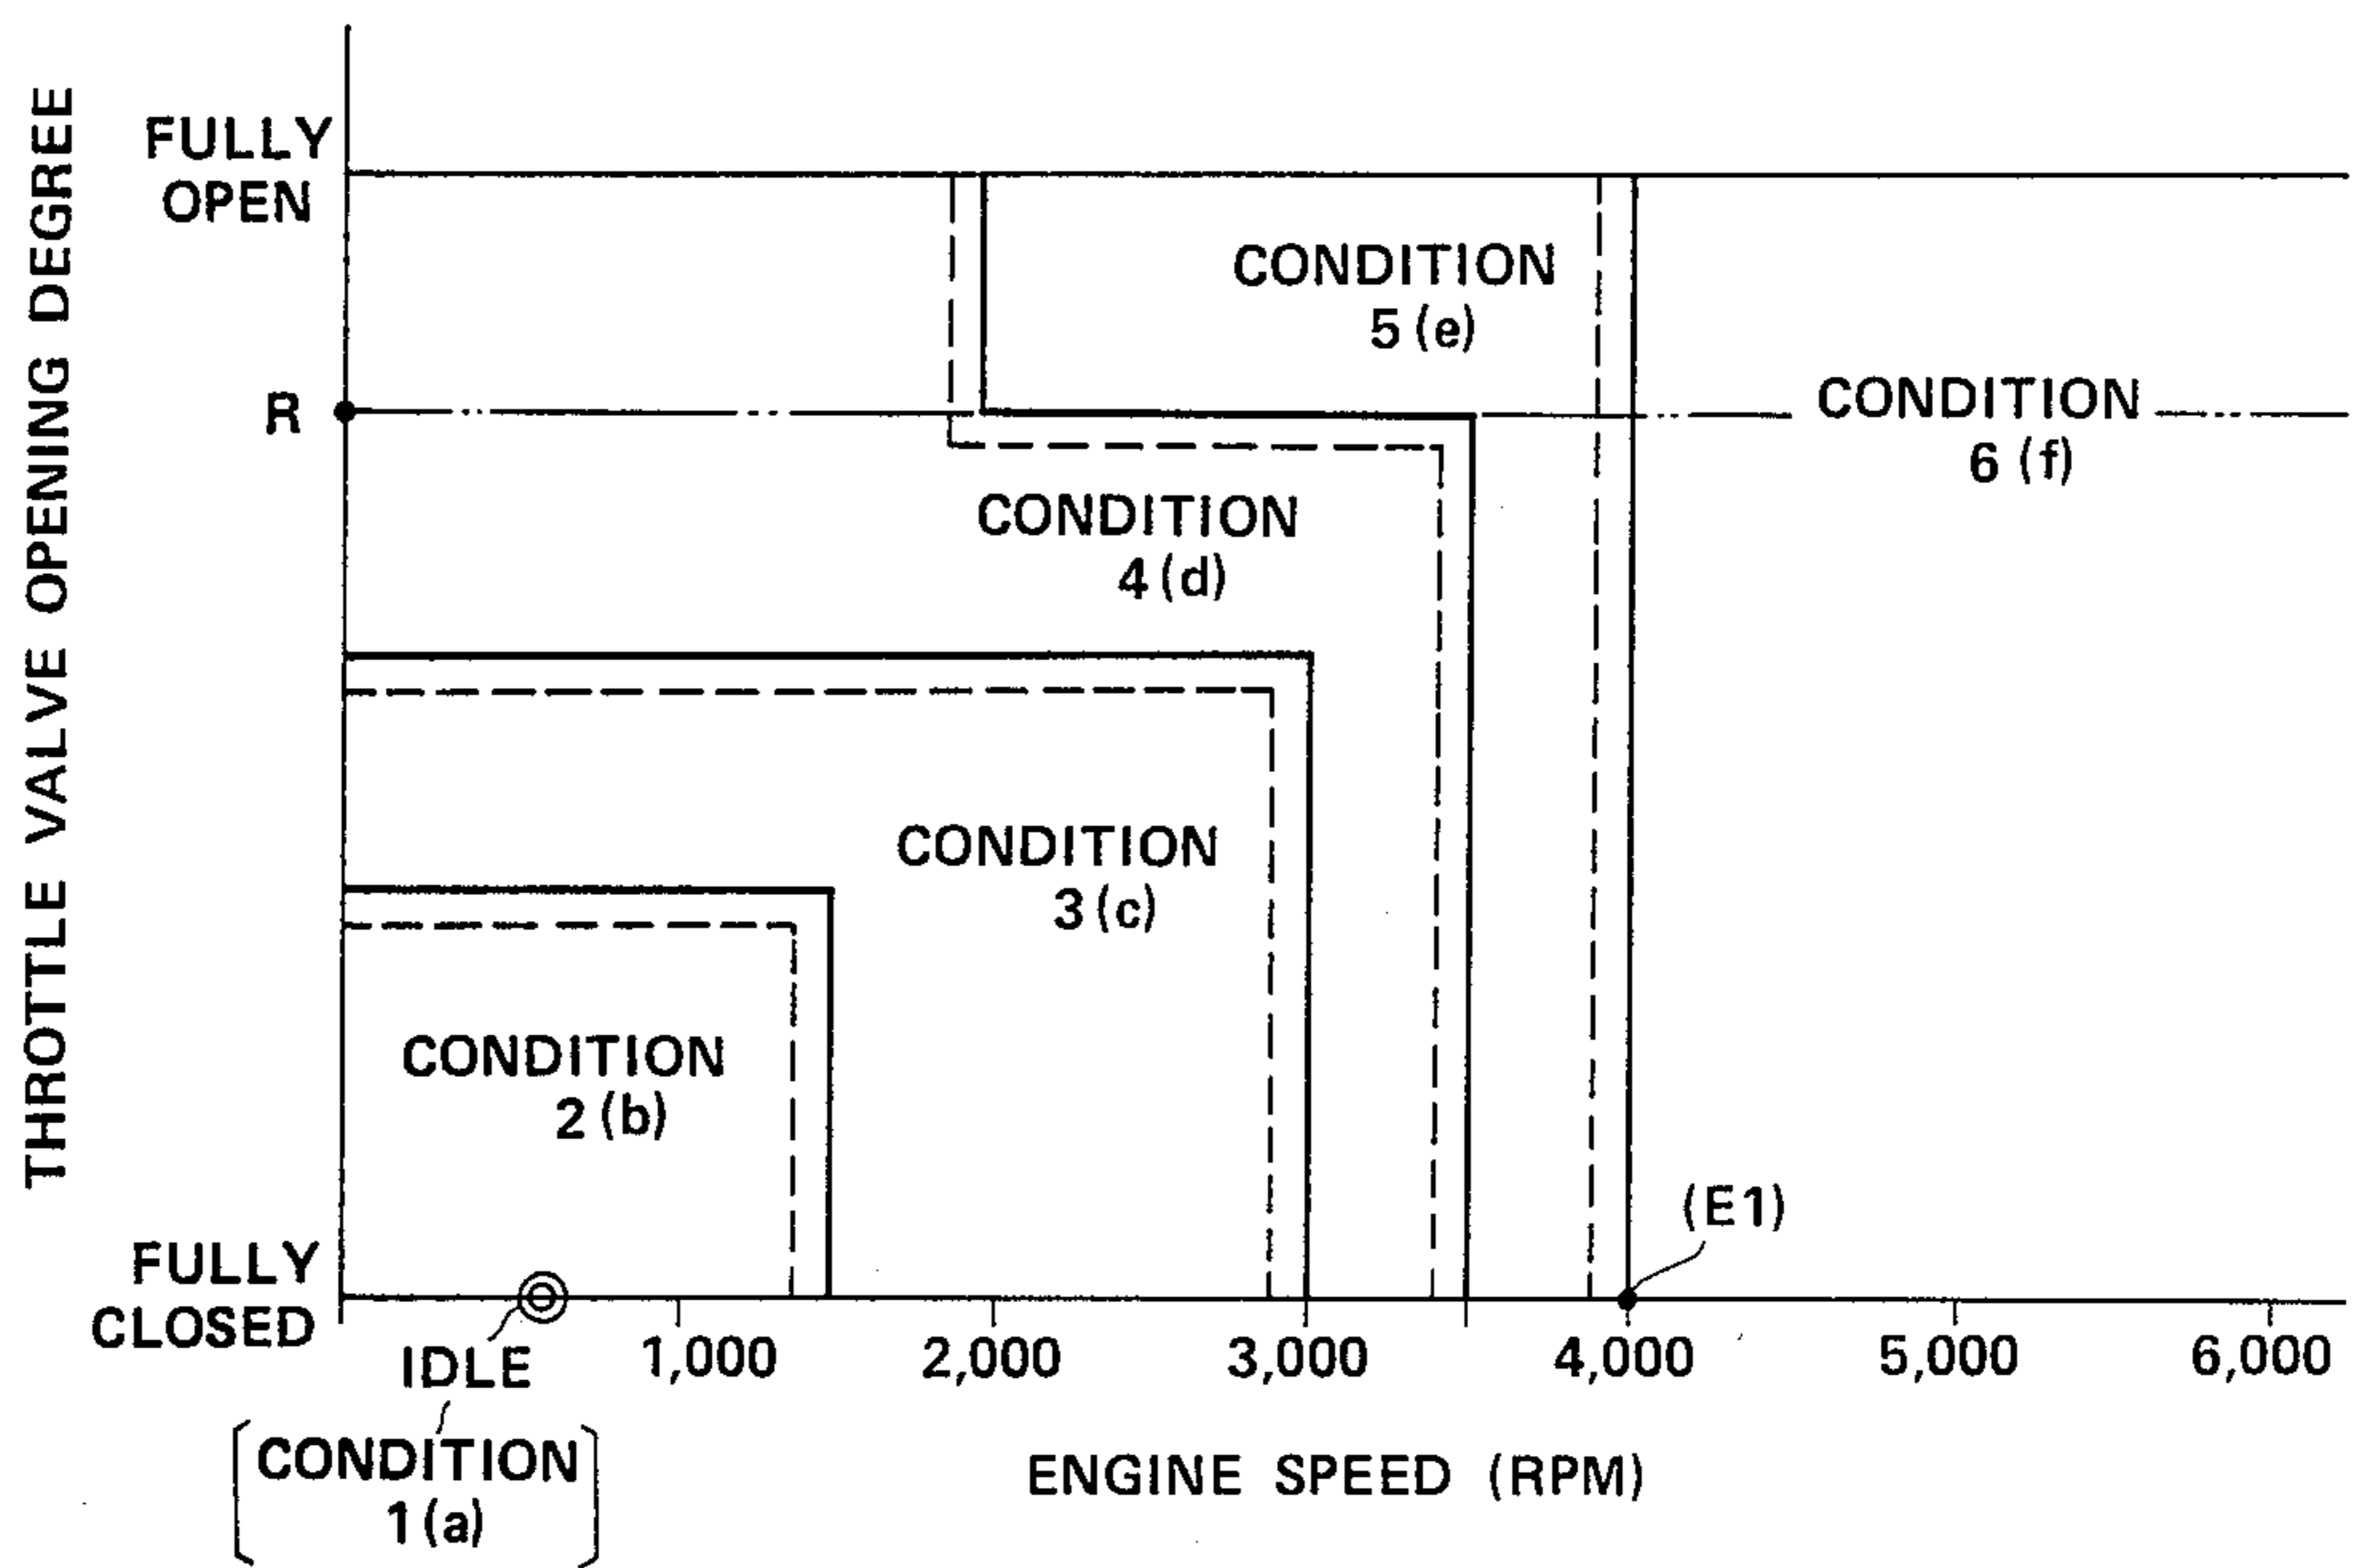 THROTTLE VALVE OPENING DEGREE
FULLY
OPEN
CONDITION
5 (e)
R
CONDITION
6 (f)
CONDITION
4 (d)
CONDITION
3 (c)
CONDITION
2 (b)
(E1)
FULLY
CLOSED
1,000 2,000 3,000 4,000 5,000 6,000
IDLE
CONDITION
1 (a)
ENGINE SPEED (RPM)